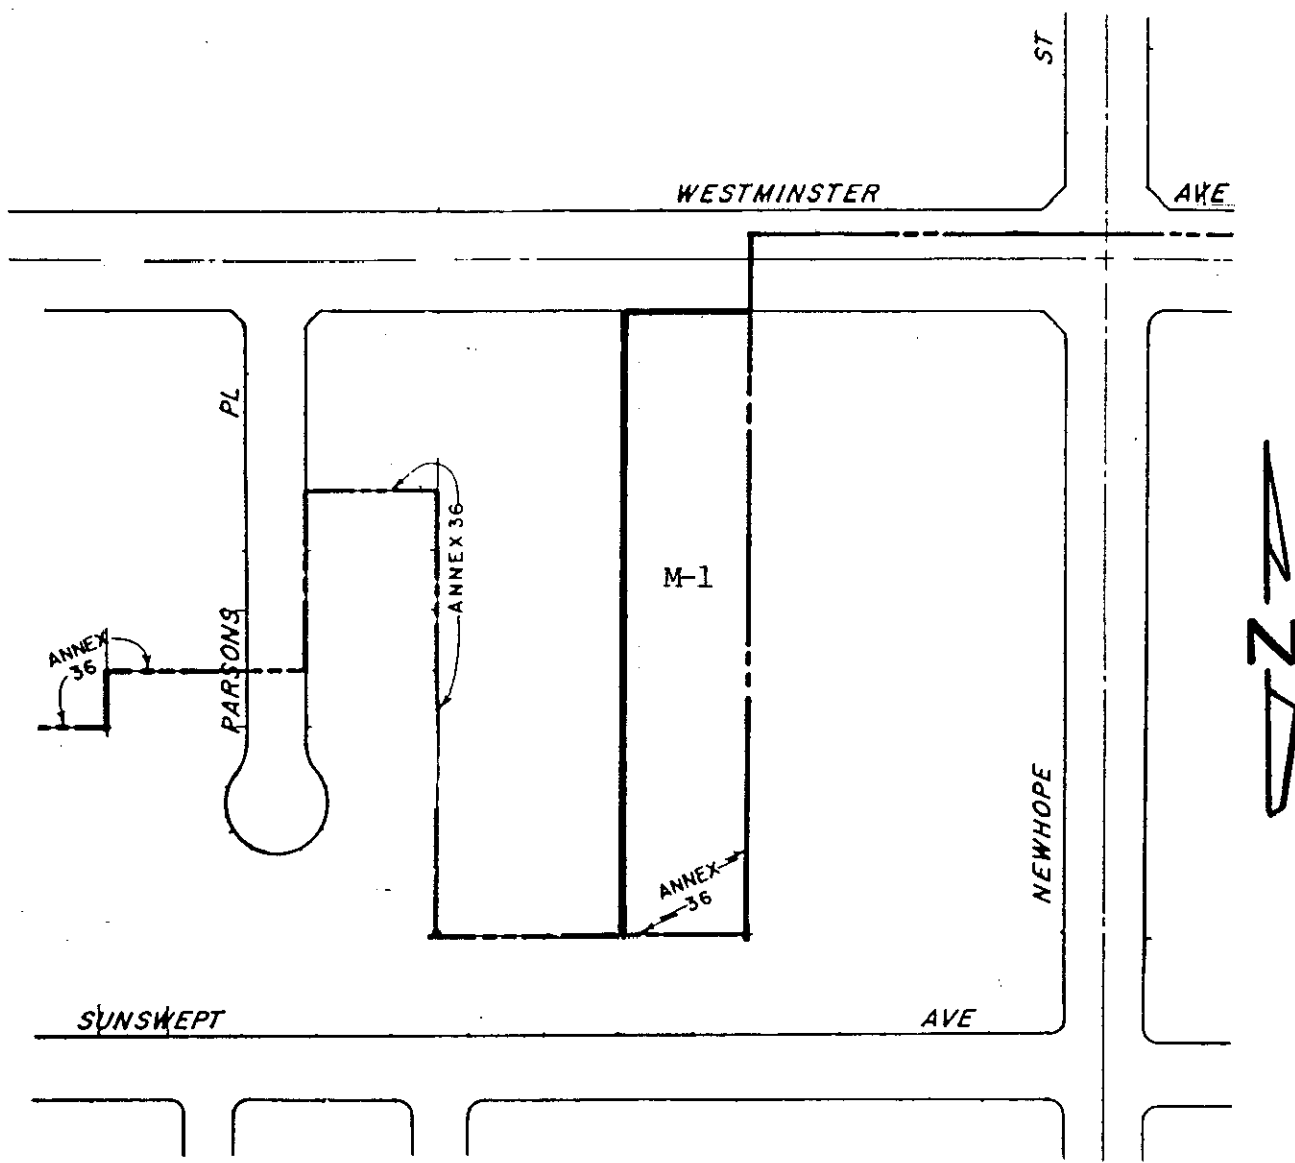 ST
WESTMINSTER AVE
PL
ANNEX 36
M-1
ANNEX
36
PARSONS
N
NEWHOPE
ANNEX
36
SUNSWEPT AVE